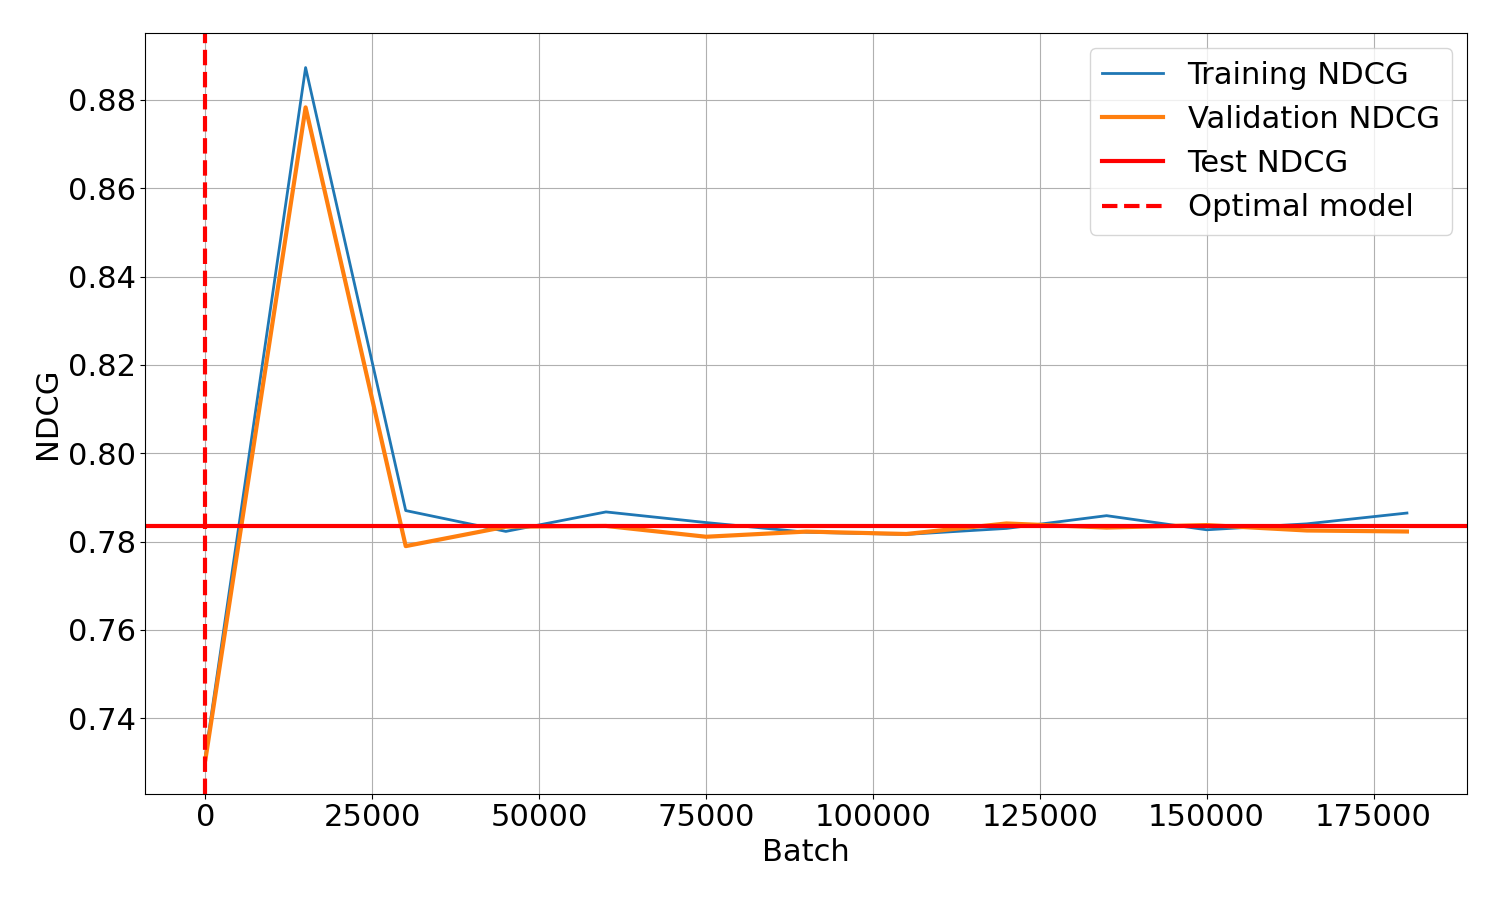 0.88
0.86
0.84
0.82
0.80
0.78
0.76
0.74
NDCG
Training NDCG
Validation NDCG
Test NDCG
Optimal model
0 25000 50000 75000 100000 125000 150000 175000
Batch